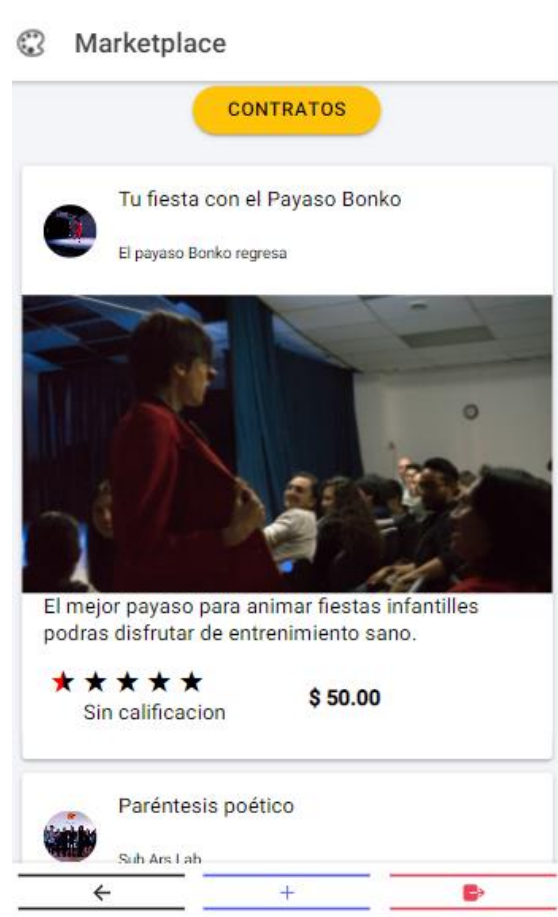 Marketplace
CONTRATOS
Tu fiesta con el Payaso Bonko
El payaso Bonko regresa
El mejor payaso para animar fiestas infantilles
podras disfrutar de entrenimiento sano.
Sin calificacion
$ 50.00
Paréntesis poético
Sub Ars Lab